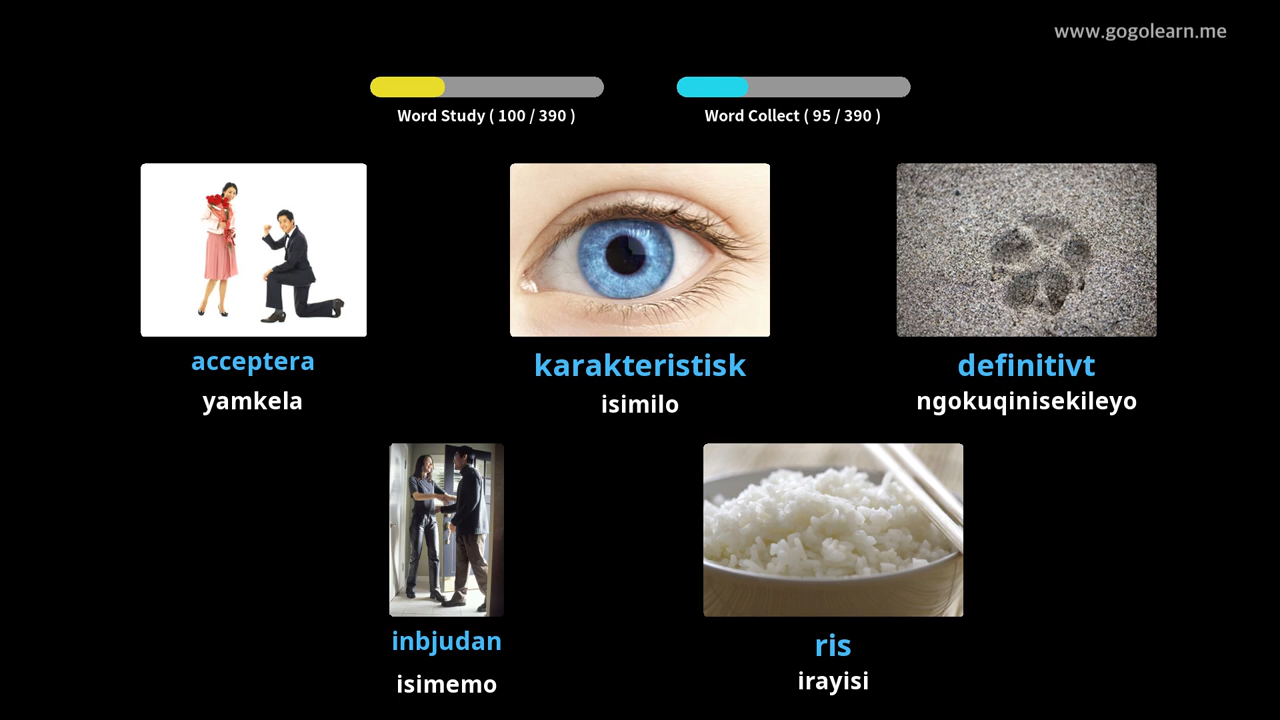 www.gogolearn.me
Word Study ( 100 / 390 )
Word Collect ( 95 / 390 )
acceptera
yamkela
karakteristisk
isimilo
definitivt
ngokuqinisekileyo
inbjudan
isimemo
ris
irayisi